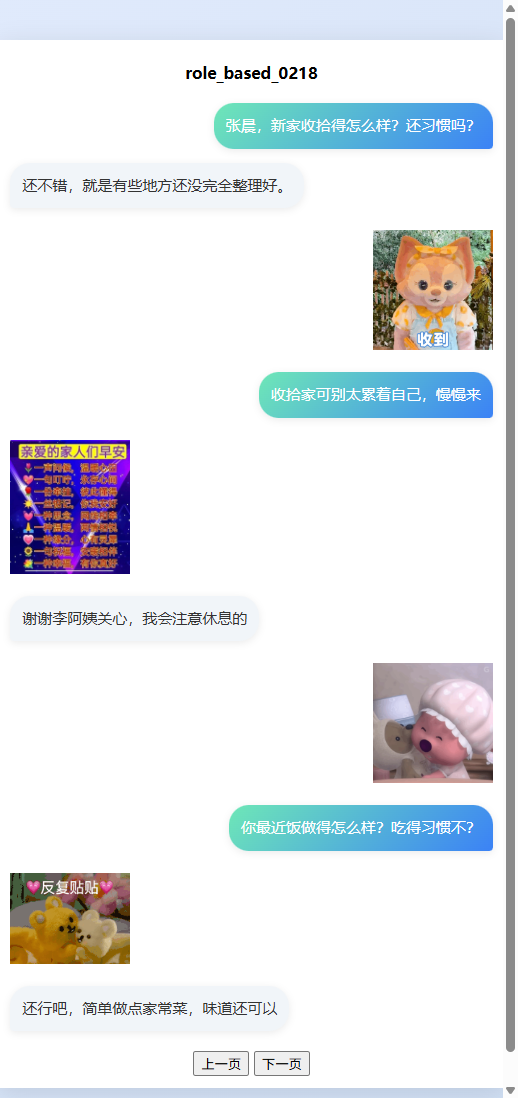 role_based_0218
张晨，新家收拾得怎么样？还习惯吗？
还不错，就是有些地方还没完全整理好。
收到
收拾家可别太累着自己，慢慢来
亲爱的家人们早安
谢谢李阿姨关心，我会注意休息的
你最近饭做得怎么样？吃得习惯不？
💗反复贴贴💗
还行吧，简单做点家常菜，味道还可以
上一页 下一页